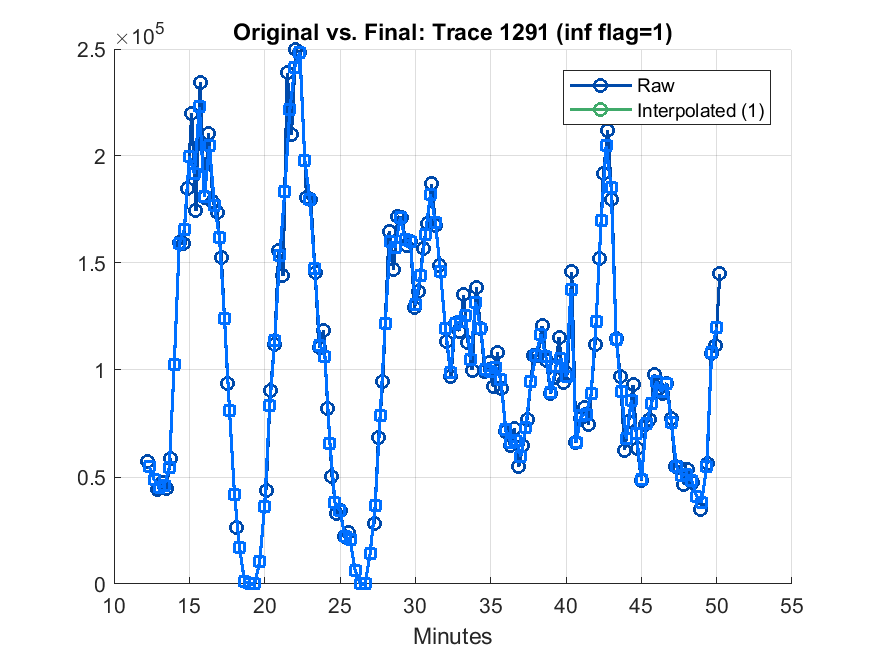 Original vs. Final: Trace 1291 (inf flag=1)
×10^5
2.5
2
1.5
1
0.5
0
10 15 20 25 30 35 40 45 50 55
Minutes
Raw
Interpolated (1)